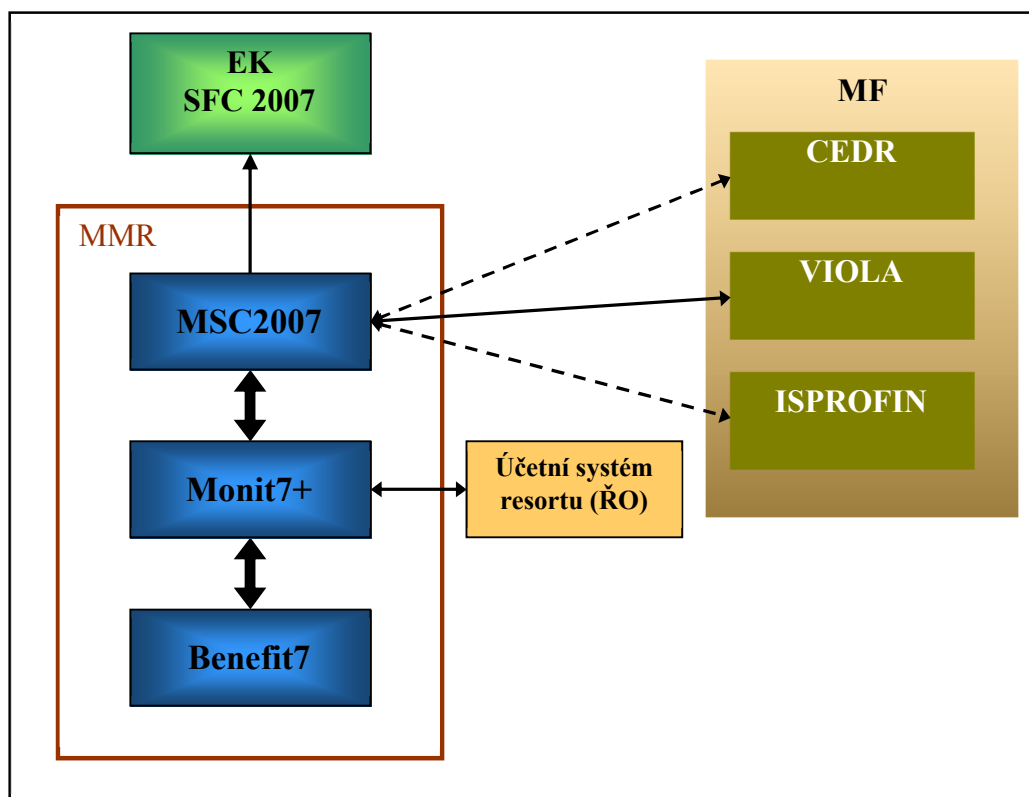 EK
SFC 2007
MF
CEDR
MMR
VIOLA
MSC2007
ISPROFIN
Monit7+
Účetní systém
resortu (ŘO)
Benefit7